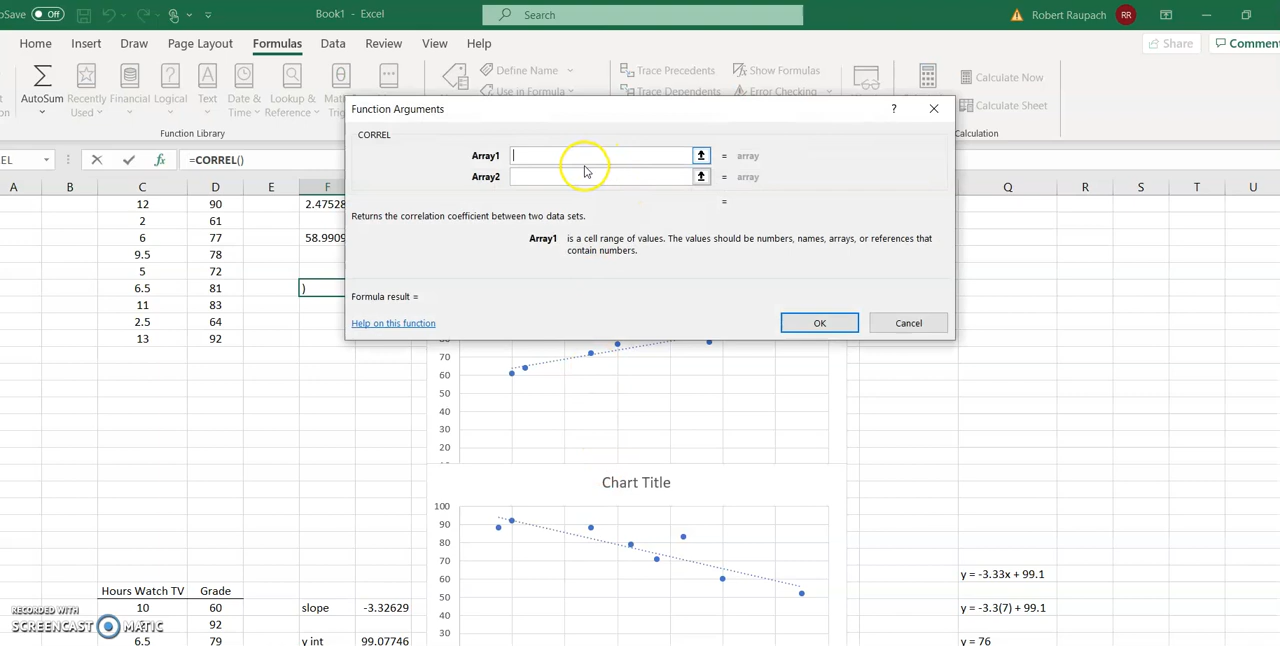 Save Off Book1 - Excel Search Robert Raupach RR
Home Insert Draw Page Layout Formulas Data Review View Help Share Comment
AutoSum Recently Used Financial Logical Text Date & Time Lookup & Reference Define Name Use in Formula Trace Precedents Trace Dependents Show Formulas Error Checking Calculate Now Calculate Sheet
Function Library Calculation
Function Arguments ? 
CORREL
Array1 = array
Array2 = array
=
Returns the correlation coefficient between two data sets.
Array1 is a cell range of values. The values should be numbers, names, arrays, or references that
contain numbers.
Formula result =
Help on this function OK Cancel
EL fx =CORREL()
A B C D E F Q R S T U
12 90 2.47528
2 61
6 77 58.9909
9.5 78
5 72
6.5 81 )
11 83
2.5 64
13 92
80
70
60
50
40
30
20
10
Chart Title
100
90
80
70
60
50
40
30
Hours Watch TV Grade
10 60 slope -3.32629
92
6.5 79 y int 99.07746
y = -3.33x + 99.1
y = -3.3(7) + 99.1
y = 76
RECORDED WITH
SCREENCAST MATIC